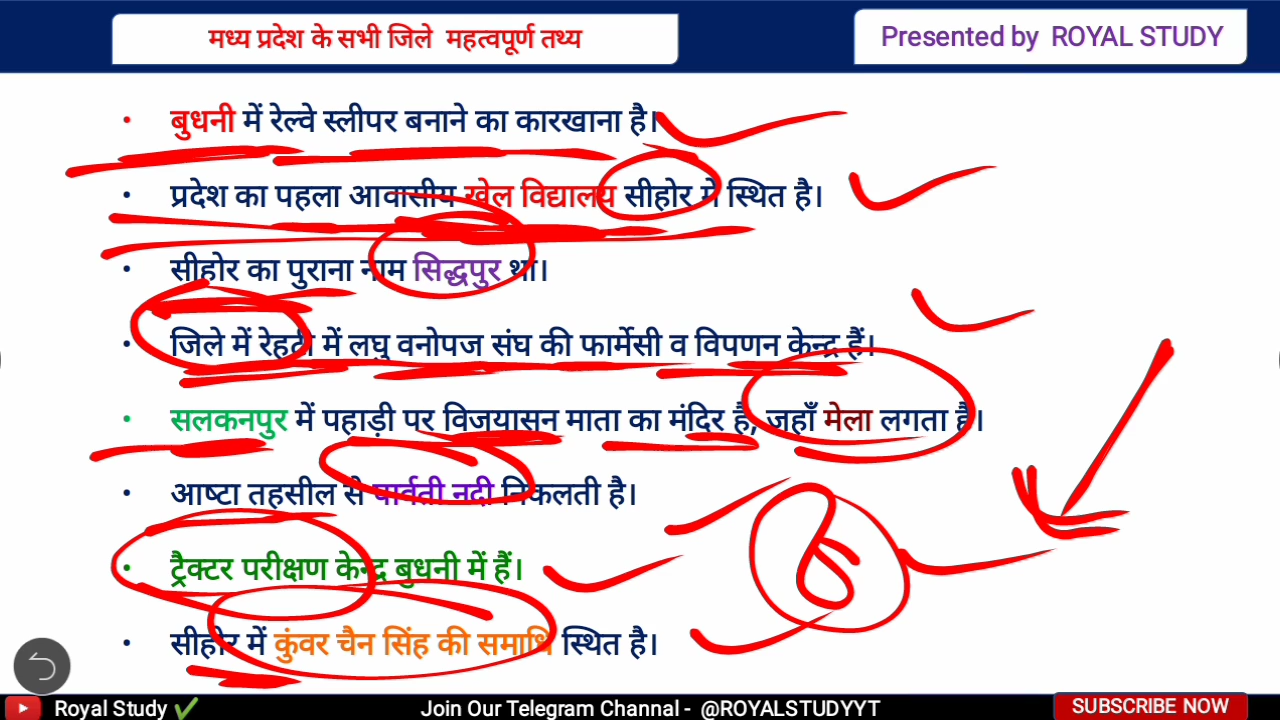 मध्य प्रदेश के सभी जिले महत्वपूर्ण तथ्य
Presented by ROYAL STUDY
• बुधनी में रेल्वे स्लीपर बनाने का कारखाना है।
• प्रदेश का पहला आवासीय खेल विद्यालय सीहोर मे स्थित है।
• सीहोर का पुराना नाम सिद्धपुर था।
• जिले में रेहटी में लघु वनोपज संघ की फार्मेसी व विपणन केन्द्र हैं।
• सलकनपुर में पहाड़ी पर विजयासन माता का मंदिर है, जहाँ मेला लगता है।
• आष्टा तहसील से पार्वती नदी निकलती है।
• ट्रैक्टर परीक्षण केन्द्र बुधनी में हैं।
• सीहोर में कुंवर चैन सिंह की समाधि स्थित है।
Royal Study
Join Our Telegram Channal - @ROYALSTUDYYT
SUBSCRIBE NOW